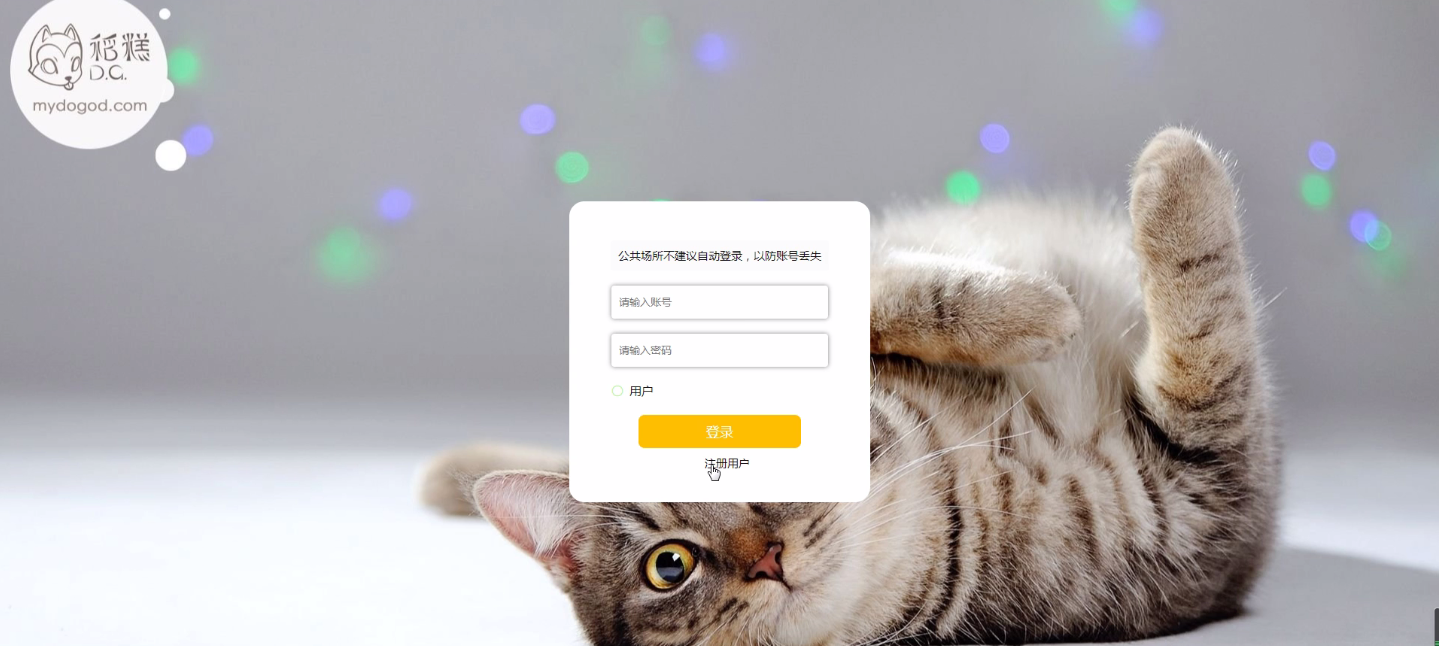 稻糕
D.G.
mydogod.com
公共场所不建议自动登录，以防账号丢失
请输入账号
请输入密码
用户
登录
注册用户